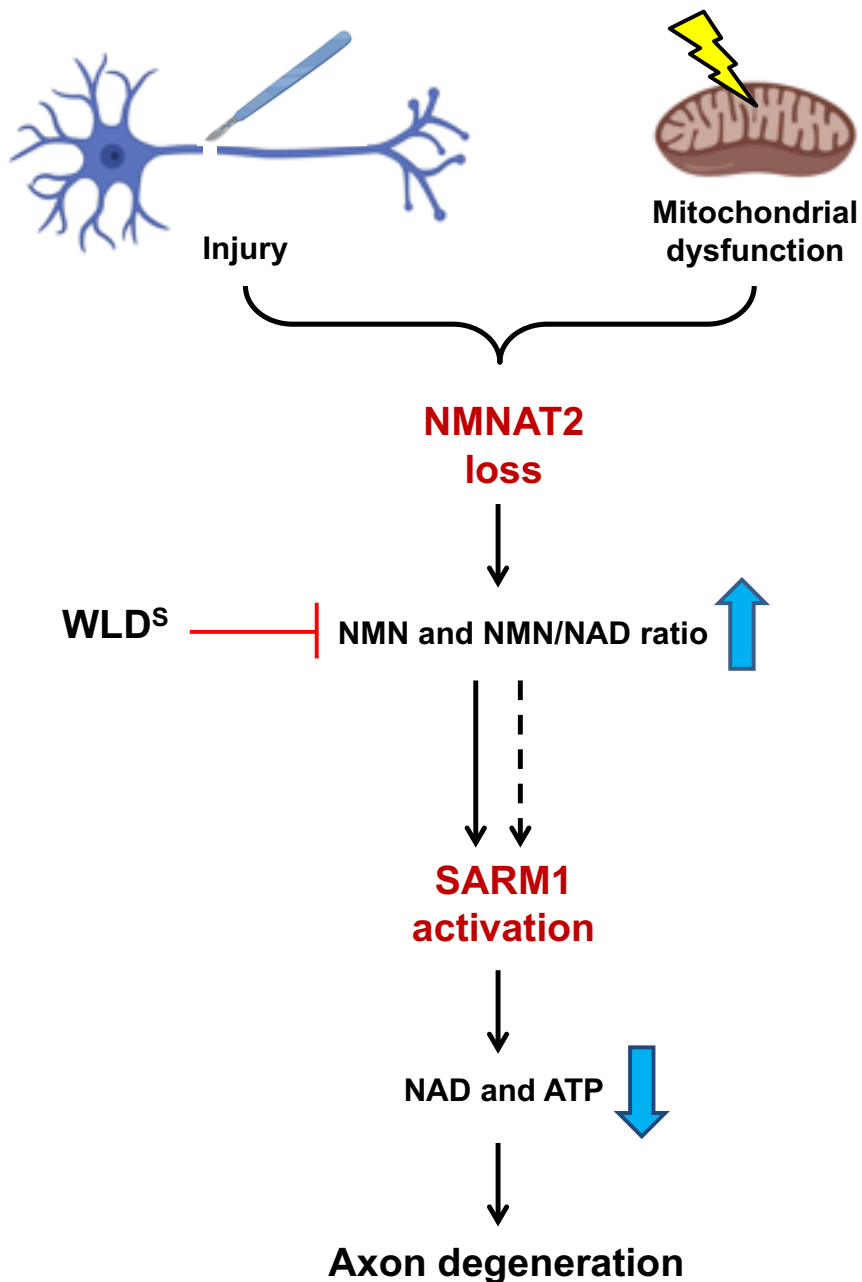 Injury
Mitochondrial
dysfunction
NMNAT2
loss
WLDˢ
NMN and NMN/NAD ratio
SARM1
activation
NAD and ATP
Axon degeneration